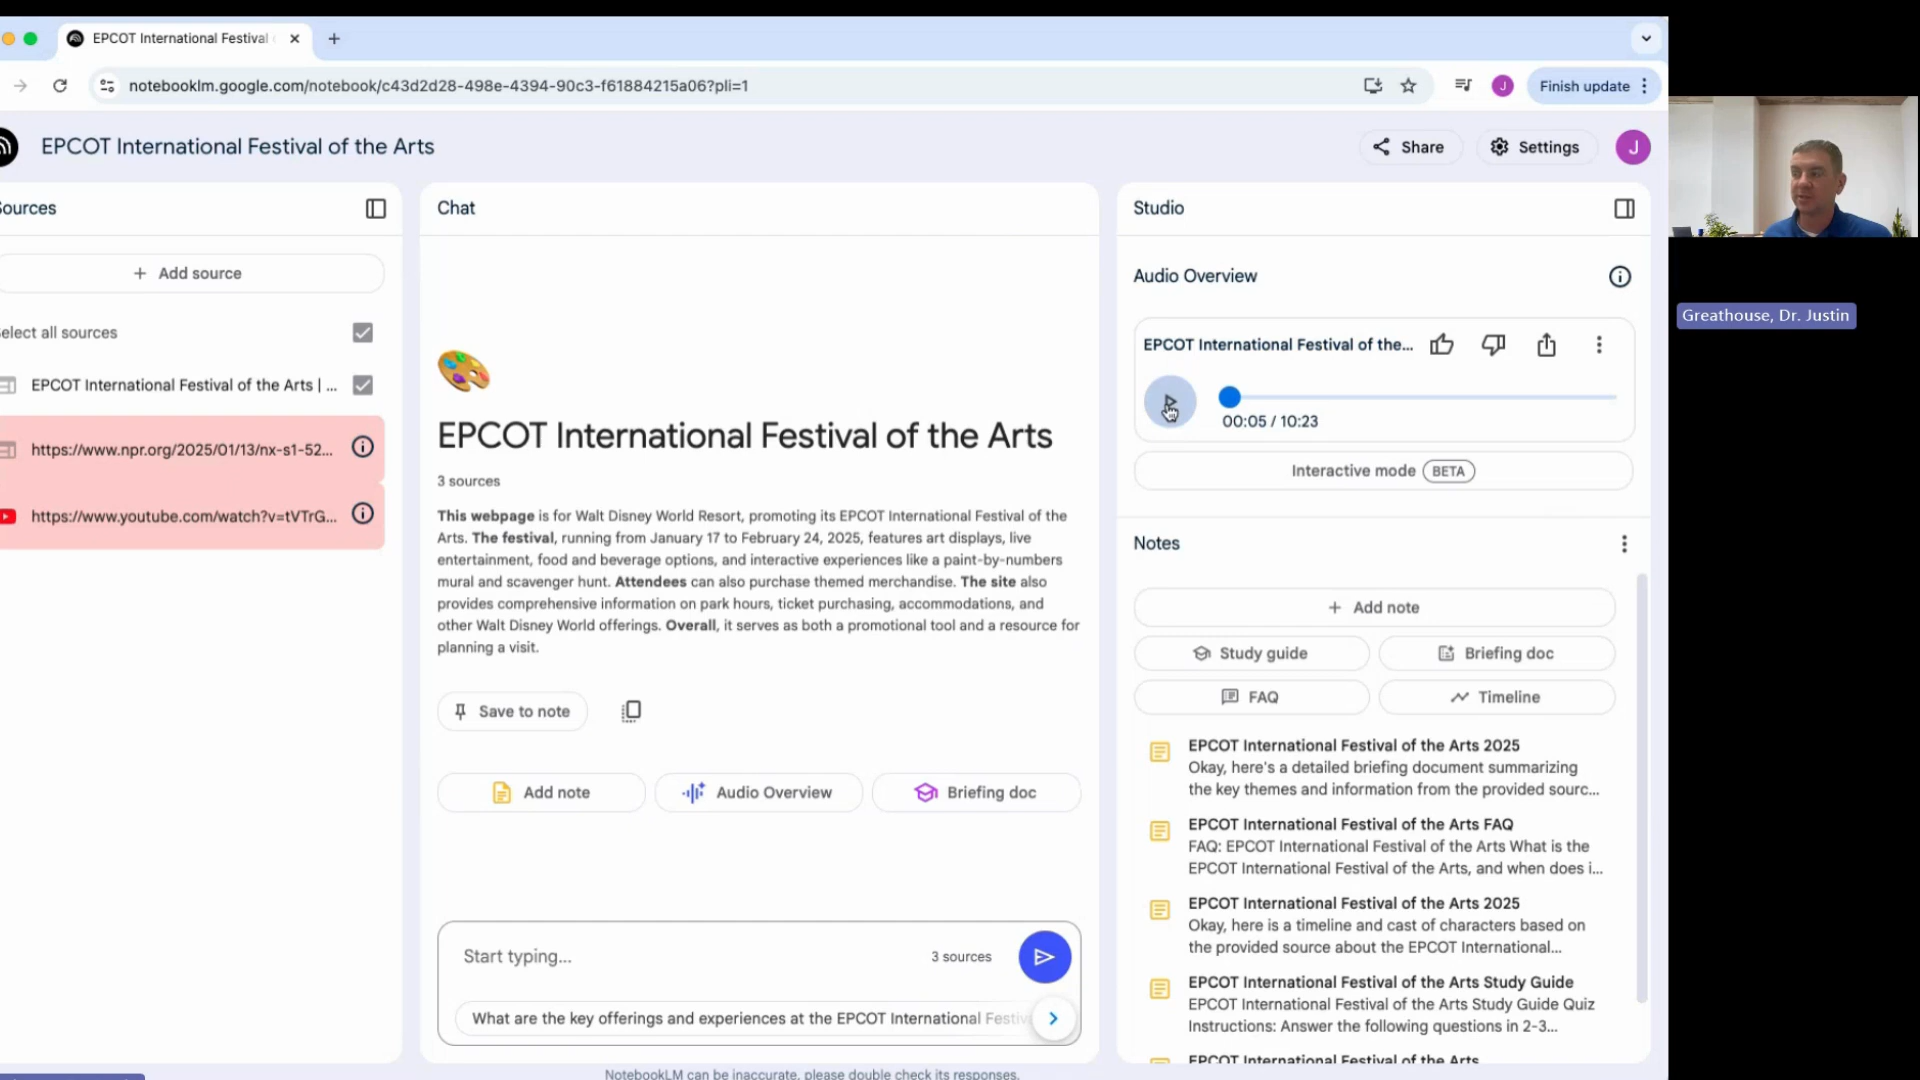 EPCOT International Festival
notebooklm.google.com/notebook/c43d2d28-498e-4394-90c3-f61884215a06?pli=1
J
Finish update
EPCOT International Festival of the Arts
Share
Settings
J
Sources
Add source
elect all sources
EPCOT International Festival of the Arts | ...
https://www.npr.org/2025/01/13/nx-s1-52...
https://www.youtube.com/watch?v=tVTrG...
Chat
EPCOT International Festival of the Arts
3 sources
This webpage is for Walt Disney World Resort, promoting its EPCOT International Festival of the
Arts. The festival, running from January 17 to February 24, 2025, features art displays, live
entertainment, food and beverage options, and interactive experiences like a paint-by-numbers
mural and scavenger hunt. Attendees can also purchase themed merchandise. The site also
provides comprehensive information on park hours, ticket purchasing, accommodations, and
other Walt Disney World offerings. Overall, it serves as both a promotional tool and a resource for
planning a visit.
Save to note
Add note
Audio Overview
Briefing doc
Start typing...
3 sources
What are the key offerings and experiences at the EPCOT International Festiv
NotebookLM can be inaccurate, please double check its responses.
Studio
Audio Overview
EPCOT International Festival of the...
00:05 / 10:23
Interactive mode BETA
Notes
Add note
Study guide
Briefing doc
FAQ
Timeline
EPCOT International Festival of the Arts 2025
Okay, here's a detailed briefing document summarizing
the key themes and information from the provided sourc...
EPCOT International Festival of the Arts FAQ
FAQ: EPCOT International Festival of the Arts What is the
EPCOT International Festival of the Arts, and when does i...
EPCOT International Festival of the Arts 2025
Okay, here is a timeline and cast of characters based on
the provided source about the EPCOT International...
EPCOT International Festival of the Arts Study Guide
EPCOT International Festival of the Arts Study Guide Quiz
Instructions: Answer the following questions in 2-3...
EPCOT International Festival of the Arts
Greathouse, Dr. Justin